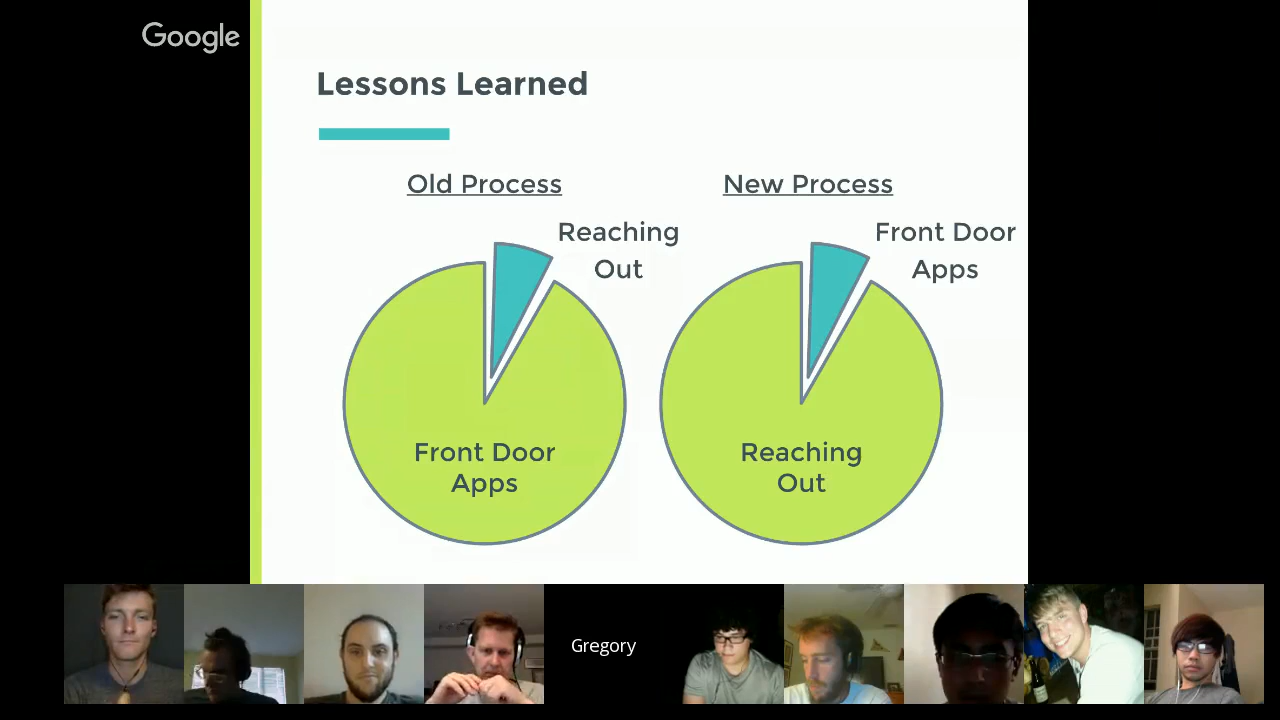 Google
Lessons Learned
Old Process
Reaching
Out
Front Door
Apps
New Process
Front Door
Apps
Reaching
Out
Gregory